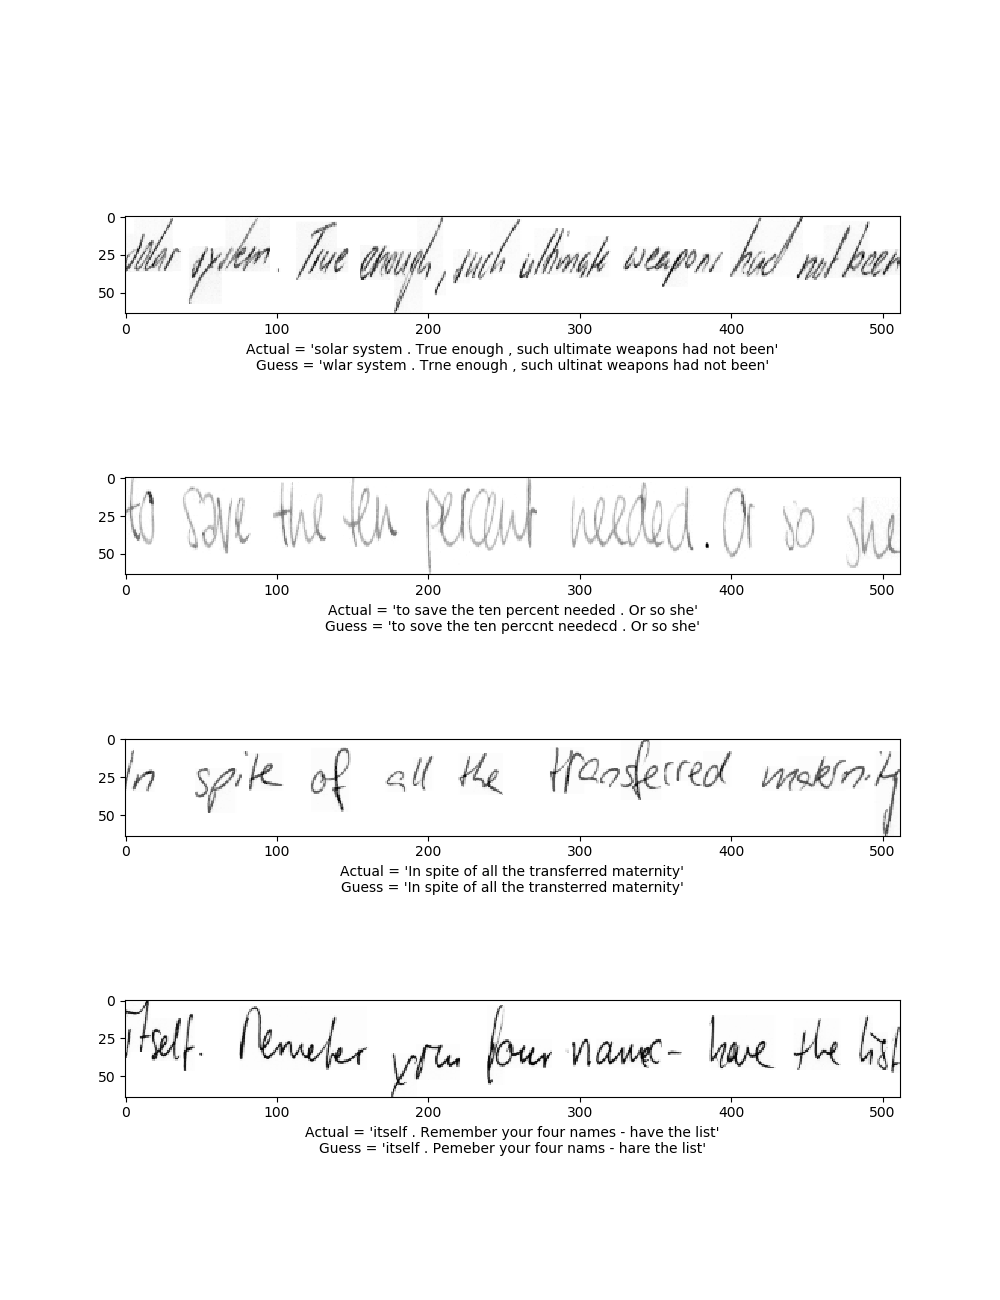 0
25
50
solar system. True enough, such ultimate weapons had not been
0 100 200 300 400 500
Actual = 'solar system . True enough , such ultimate weapons had not been'
Guess = 'wlar system . Trne enough , such ultinat weapons had not been'
0
25
50
to save the ten percent needed. Or so she
0 100 200 300 400 500
Actual = 'to save the ten percent needed . Or so she'
Guess = 'to sove the ten perccnt needecd . Or so she'
0
25
50
In spite of all the transferred maternity
0 100 200 300 400 500
Actual = 'In spite of all the transferred maternity'
Guess = 'In spite of all the transterred maternity'
0
25
50
itself. Remeber your four names - have the list
0 100 200 300 400 500
Actual = 'itself . Remember your four names - have the list'
Guess = 'itself . Pemeber your four nams - hare the list'